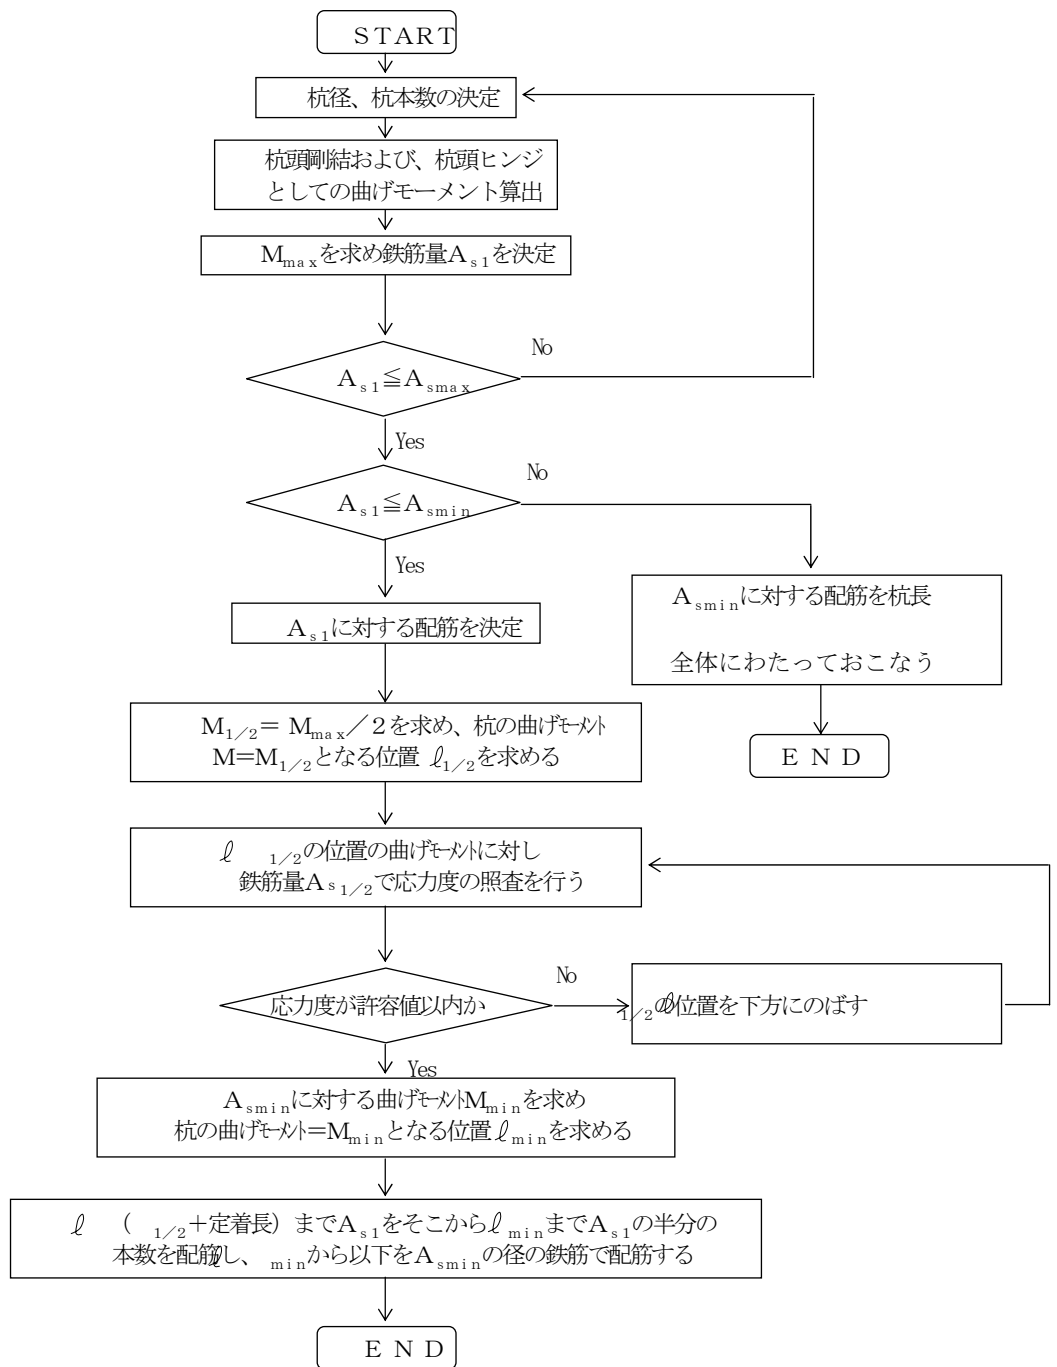 START
杭径、杭本数の決定
杭頭剛結および、杭頭ヒンジ
としての曲げモーメント算出
Mmaxを求め鉄筋量As1を決定
No
As1≦Asmax
Yes
No
As1≦Asmin
Yes
Asminに対する配筋を杭長
全体にわたっておこなう
As1に対する配筋を決定
M1/2= Mmax/2を求め、杭の曲げモーメント
M=M1/2となる位置 ℓ1/2を求める
END
ℓ 1/2の位置の曲げモーメントに対し
鉄筋量As1/2で応力度の照査を行う
No
応力度が許容値以内か
1/2ℓの位置を下方にのばす
Yes
Asminに対する曲げモーメントMminを求め
杭の曲げモーメント=Mminとなる位置ℓminを求める
ℓ ( 1/2+定着長)までAs1をそこからℓminまでAs1の半分の
本数を配筋し、ℓ minから以下をAsminの径の鉄筋で配筋する
END